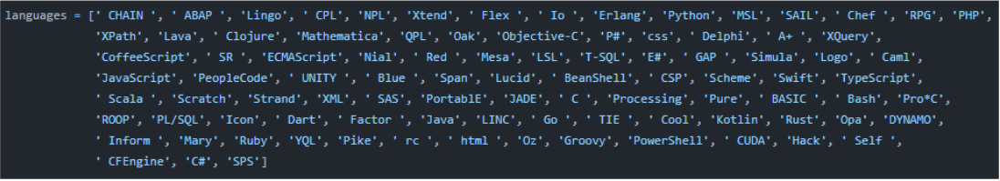 languages = [' CHAIN ', ' ABAP ', 'Lingo', ' CPL', 'NPL', 'Xtend', ' Flex ', ' Io ', 'Erlang', 'Python', 'MSL', 'SAIL', ' Chef ', 'RPG', 'PHP',
'XPath', 'Lava', ' Clojure', 'Mathematica', 'QPL', 'Oak', 'Objective-C', 'P#', 'css', ' Delphi', ' A+ ', 'XQuery',
'CoffeeScript', ' SR ', 'ECMAScript', 'Nial', ' Red ', 'Mesa', 'LSL', 'T-SQL', 'E#', ' GAP ', 'Simula', 'Logo', ' Caml',
'JavaScript', 'PeopleCode', ' UNITY ', ' Blue ', 'Span', 'Lucid', ' BeanShell', ' CSP', 'Scheme', 'Swift', 'TypeScript',
' Scala ', 'Scratch', 'Strand', 'XML', ' SAS', 'PortablE', 'JADE', ' C ', 'Processing', 'Pure', ' BASIC ', ' Bash', 'Pro*C',
'ROOP', 'PL/SQL', 'Icon', ' Dart', ' Factor ', 'Java', 'LINC', ' Go ', ' TIE ', ' Cool', 'Kotlin', 'Rust', 'Opa', 'DYNAMO',
' Inform ', 'Mary', 'Ruby', 'YQL', 'Pike', ' rc ', ' html ', 'Oz', 'Groovy', 'PowerShell', ' CUDA', 'Hack', ' Self ',
' CFEngine', 'C#', 'SPS']